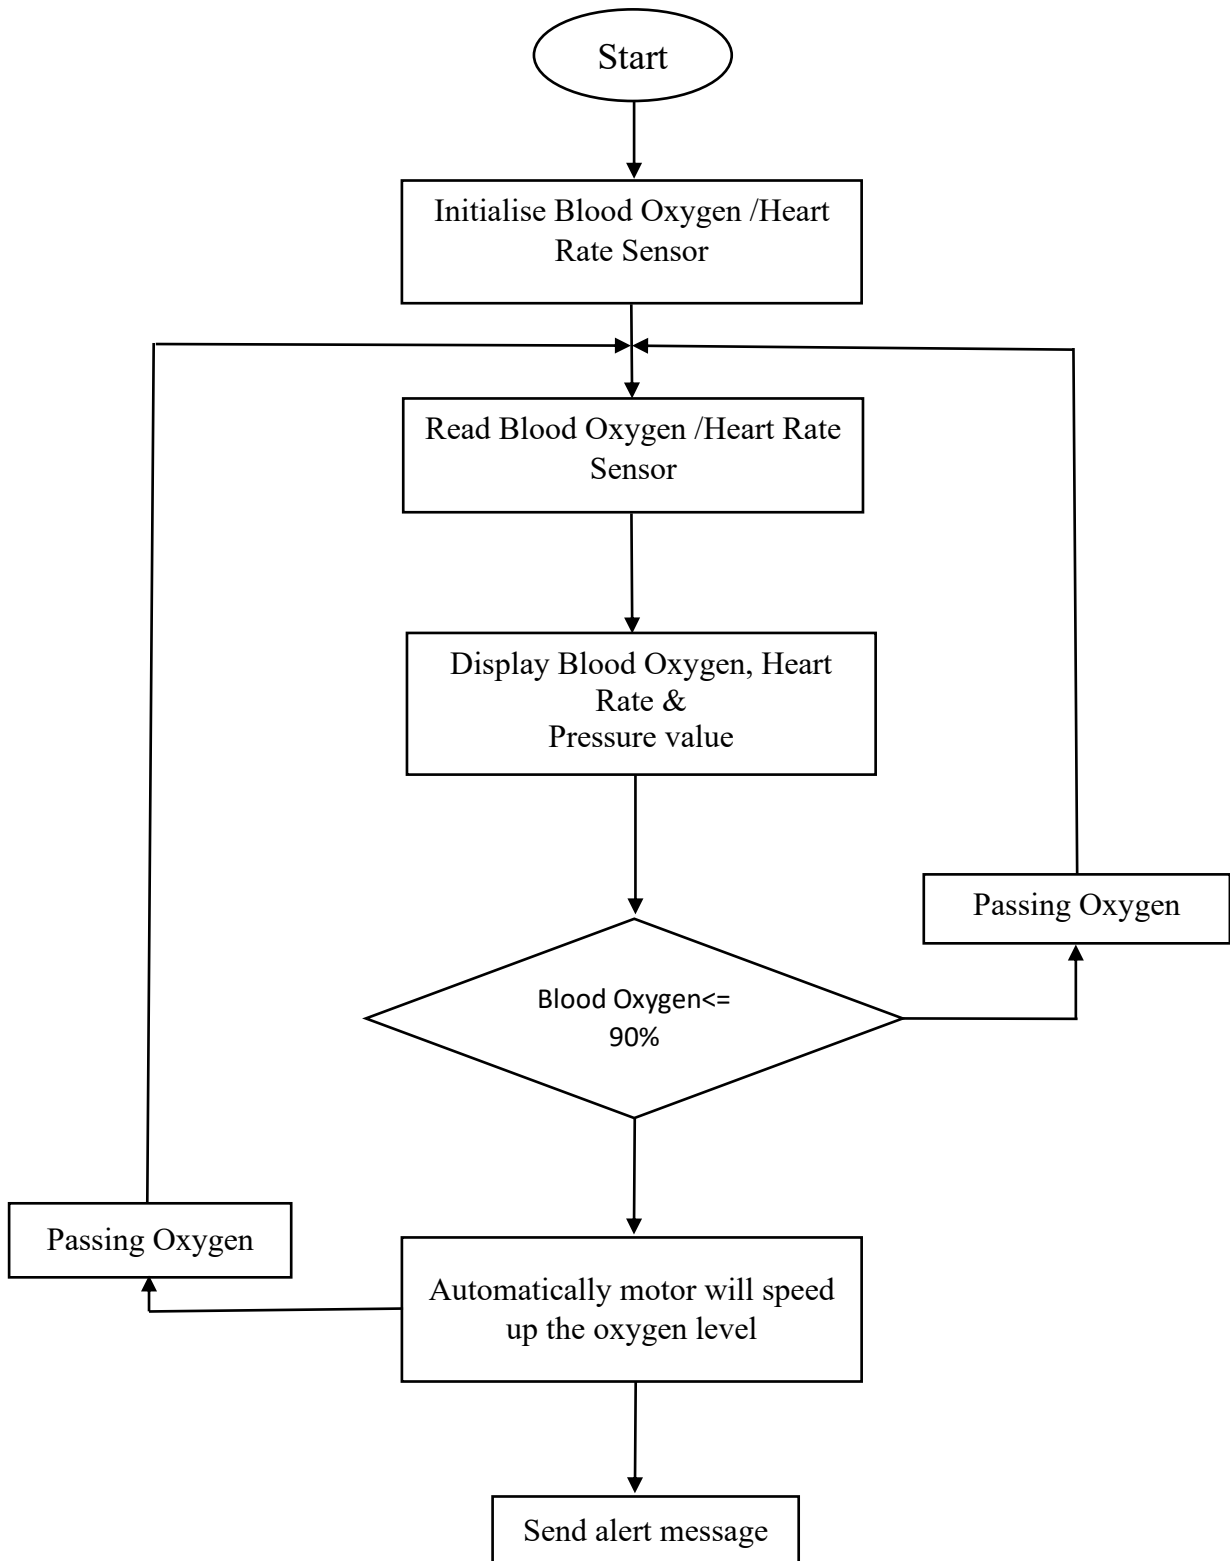 Start
Initialise Blood Oxygen /Heart
Rate Sensor
Read Blood Oxygen /Heart Rate
Sensor
Display Blood Oxygen, Heart
Rate &
Pressure value
Passing Oxygen
Blood Oxygen<=
90%
Passing Oxygen
Automatically motor will speed
up the oxygen level
Send alert message